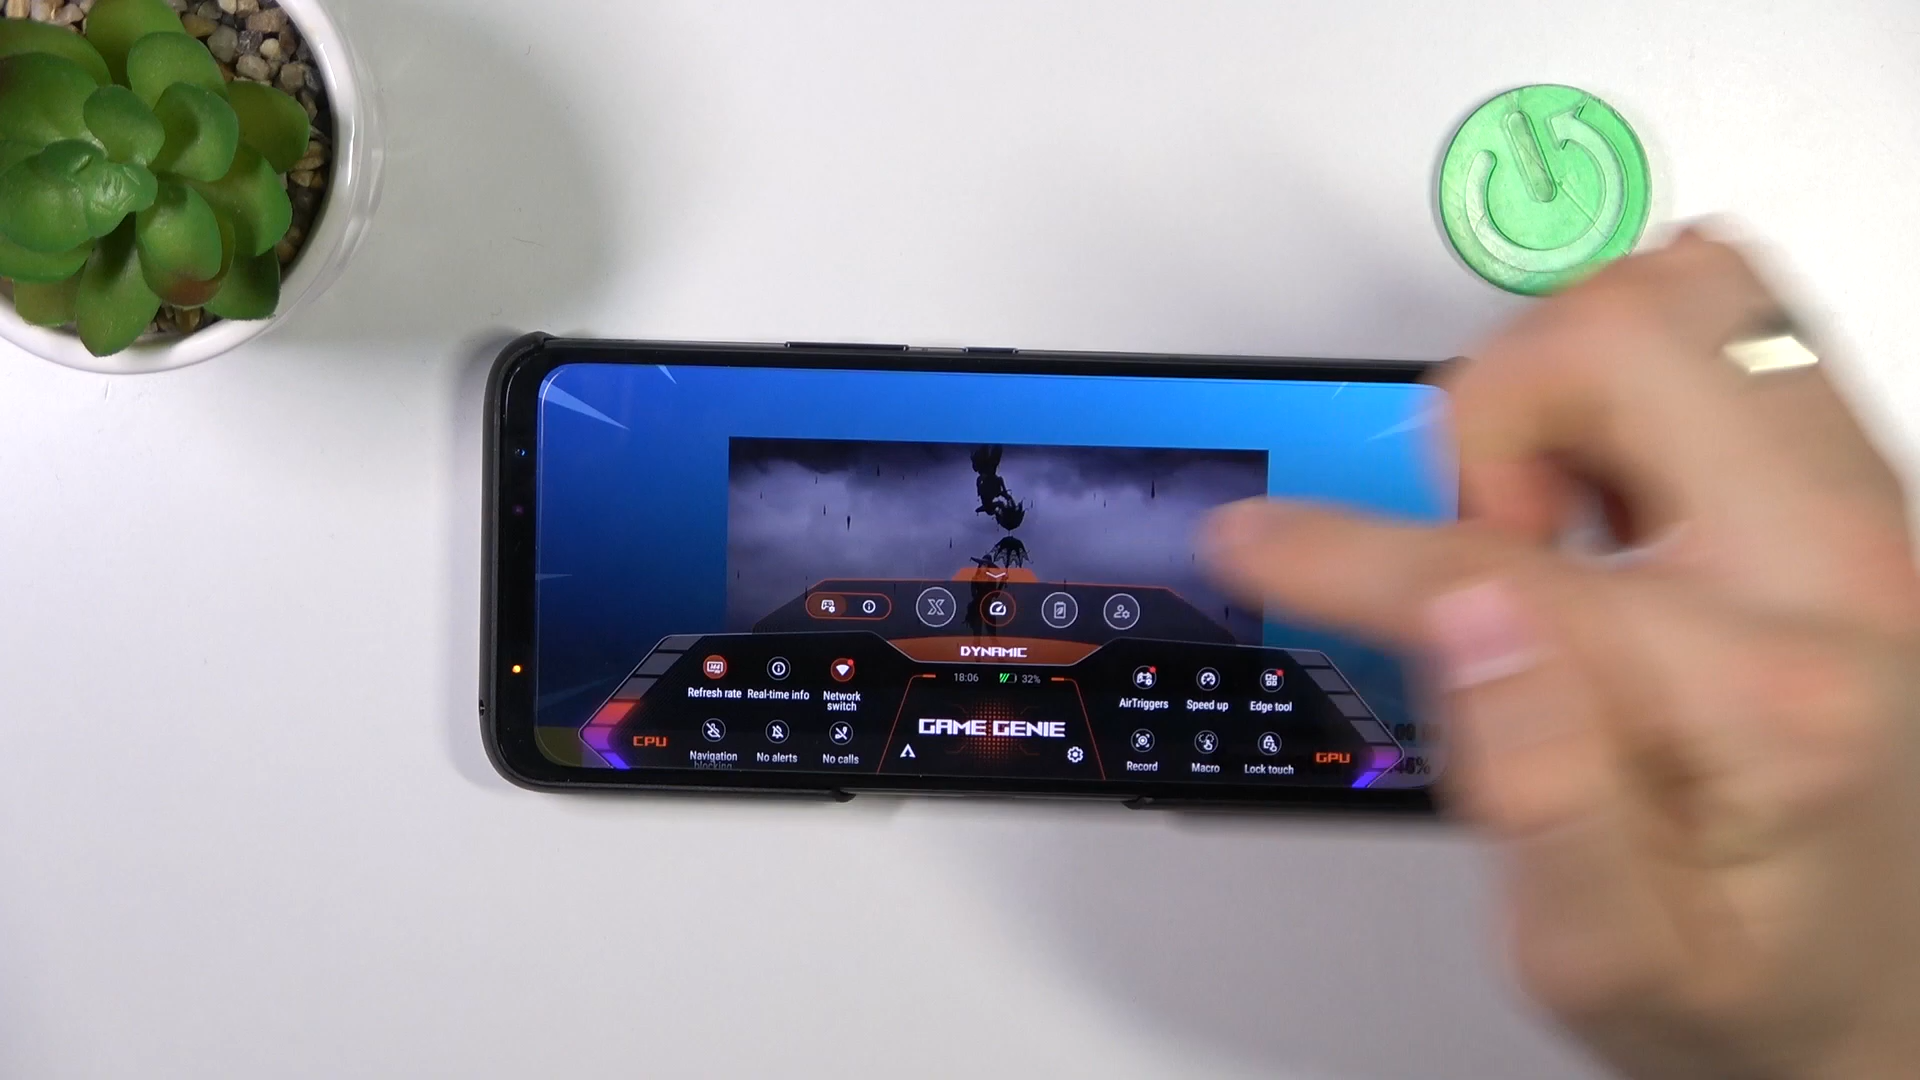 DYNAMIC
18:06 32%
GAME GENIE
Refresh rate
Real-time info
Network
switch
Navigation
blocking
No alerts
No calls
CPU
AirTriggers
Speed up
Edge tool
Record
Macro
Lock touch
GPU